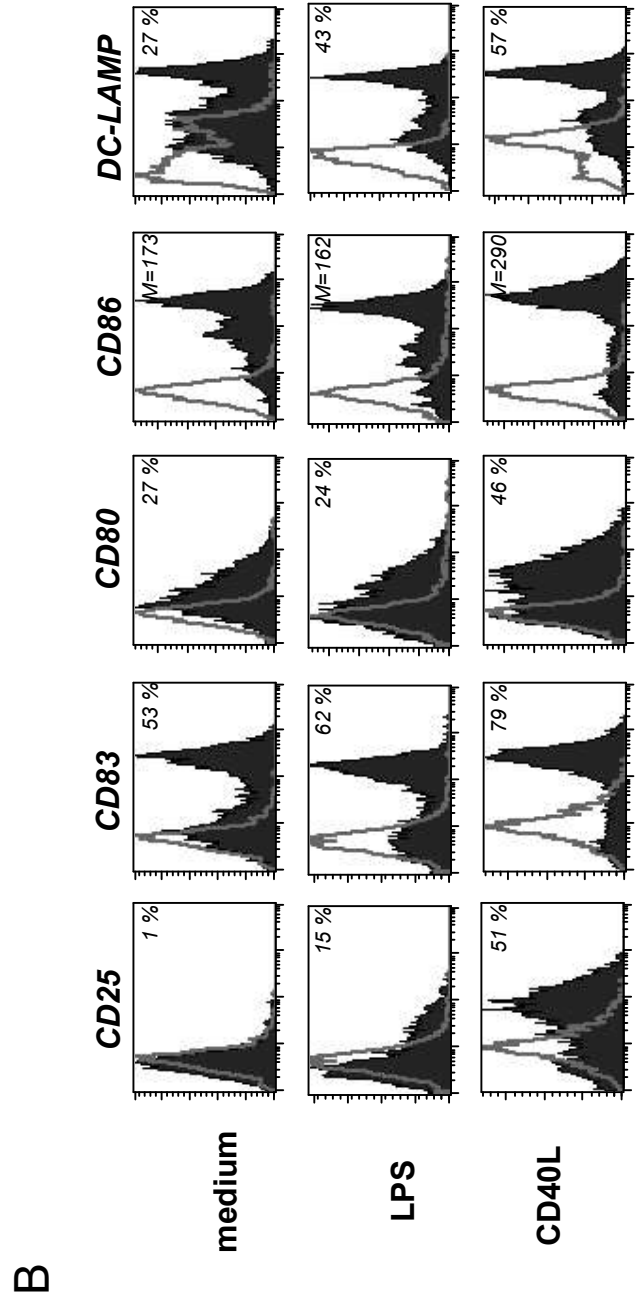 B
CD25 CD83 CD80 CD86 DC-LAMP
medium 1 % 53 % 27 % M=173 27 %
LPS 15 % 62 % 24 % M=162 43 %
CD40L 51 % 79 % 46 % M=290 57 %